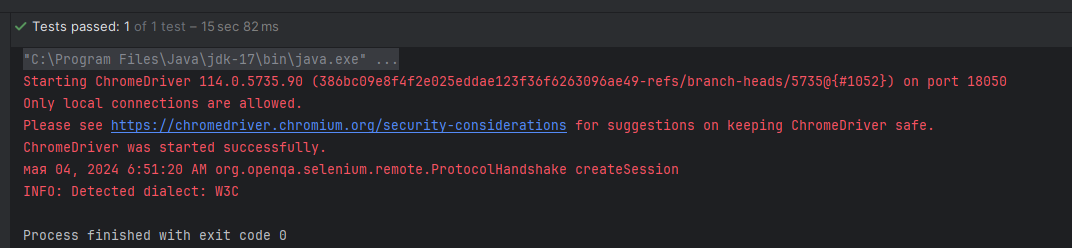 Tests passed: 1 of 1 test – 15 sec 82 ms
"C:\Program Files\Java\jdk-17\bin\java.exe" ...
Starting ChromeDriver 114.0.5735.90 (386bc09e8f4f2e025eddae123f36f6263096ae49-refs/branch-heads/5735@{#1052}) on port 18050
Only local connections are allowed.
Please see https://chromedriver.chromium.org/security-considerations for suggestions on keeping ChromeDriver safe.
ChromeDriver was started successfully.
мая 04, 2024 6:51:20 AM org.openqa.selenium.remote.ProtocolHandshake createSession
INFO: Detected dialect: W3C
Process finished with exit code 0